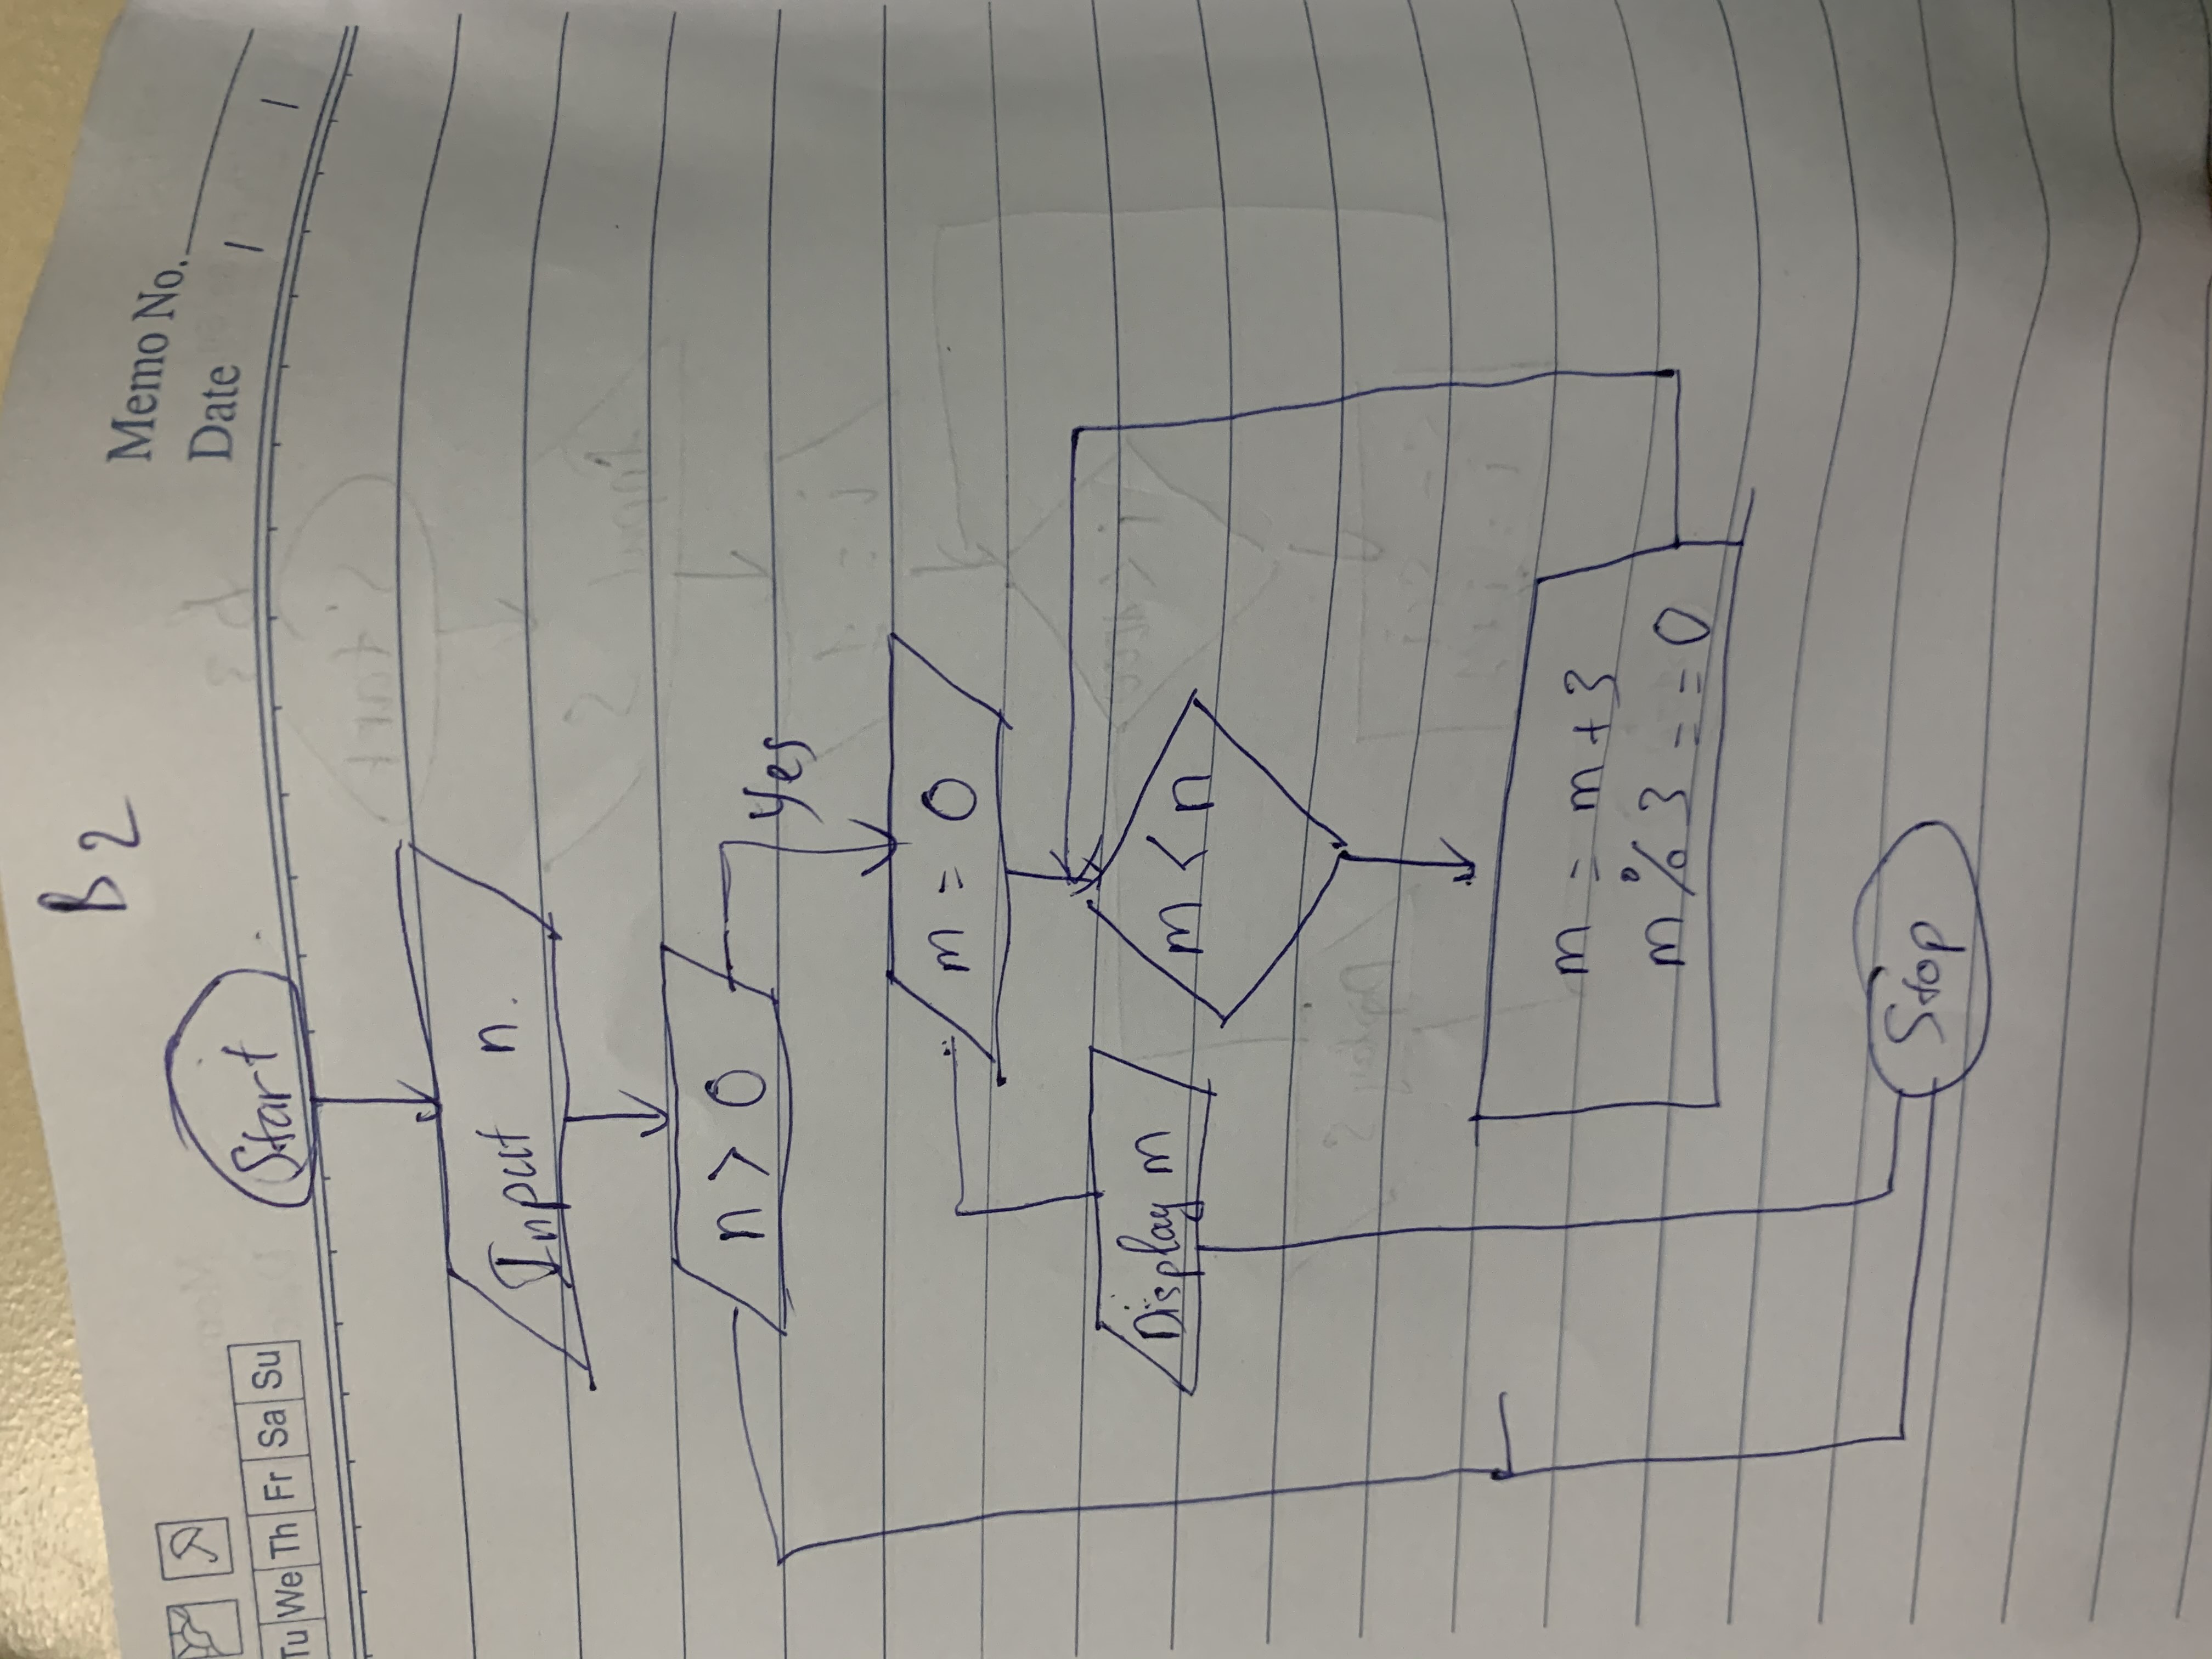 B2
Memo No.
Date / /
Tu We Th Fr Sa Su
Start
Input n.
n > 0
Yes
m = 0
Display m
m < n
m = m + 3
m % 3 = = 0
Stop